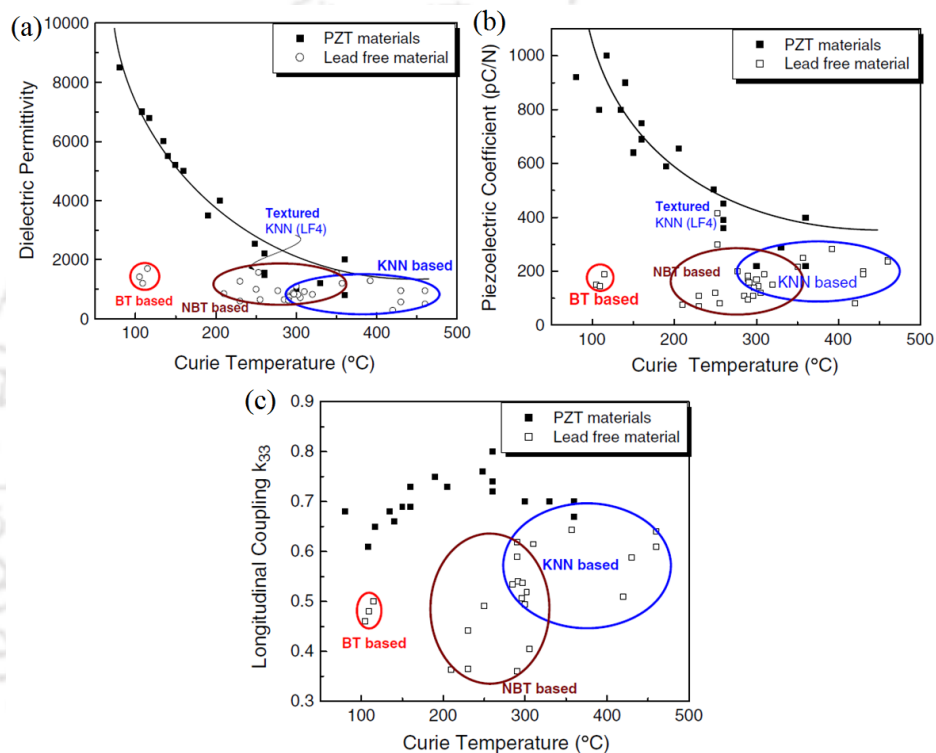 (a)
10000
8000
6000
4000
2000
0
Dielectric Permittivity
PZT materials
Lead free material
Textured
KNN (LF4)
KNN based
BT based
NBT based
100
200
300
400
500
Curie Temperature (°C)
(b)
1000
800
600
400
200
0
Piezoelectric Coefficient (pC/N)
PZT materials
Lead free material
Textured
KNN (LF4)
NBT based
KNN based
BT based
100
200
300
400
500
Curie Temperature (°C)
(c)
0.9
0.8
0.7
0.6
0.5
0.4
0.3
Longitudinal Coupling k33
PZT materials
Lead free material
KNN based
BT based
NBT based
100
200
300
400
500
Curie Temperature (°C)